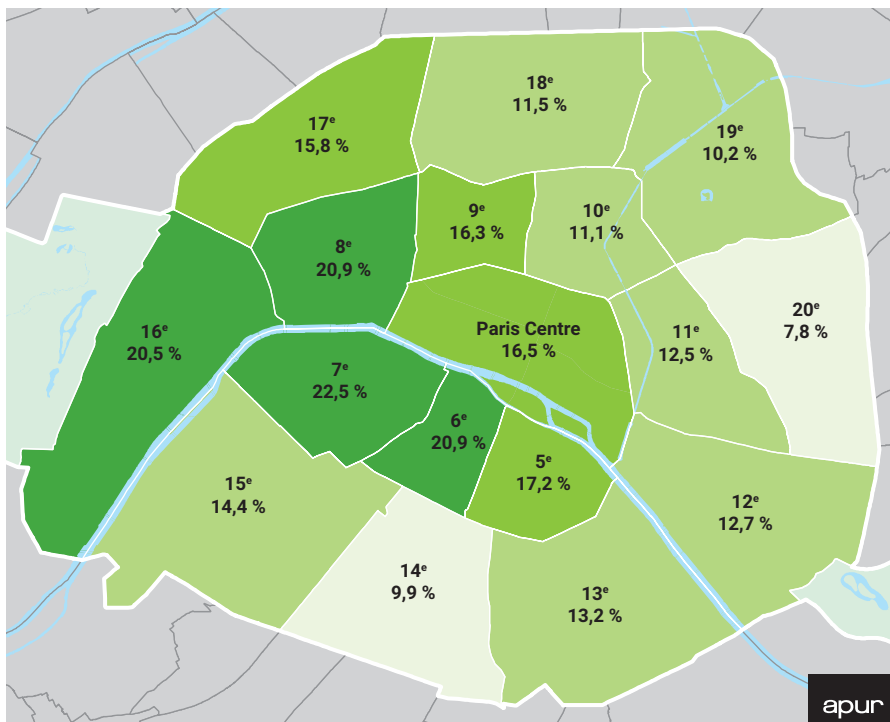 18ᵉ
11,5 %
17ᵉ
15,8 %
19ᵉ
10,2 %
9ᵉ
16,3 %
10ᵉ
11,1 %
8ᵉ
20,9 %
20ᵉ
7,8 %
Paris Centre
16,5 %
16ᵉ
20,5 %
11ᵉ
12,5 %
7ᵉ
22,5 %
6ᵉ
20,9 %
5ᵉ
17,2 %
15ᵉ
14,4 %
12ᵉ
12,7 %
14ᵉ
9,9 %
13ᵉ
13,2 %
apur